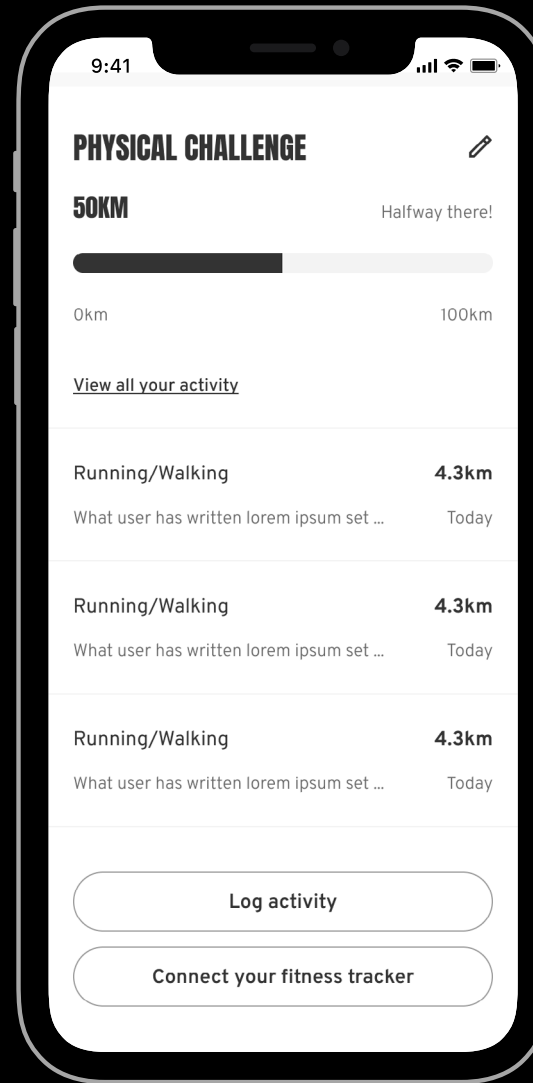 9:41
PHYSICAL CHALLENGE
50KM
Halfway there!
0km
100km
View all your activity
Running/Walking
4.3km
What user has written lorem ipsum set ...
Today
Running/Walking
4.3km
What user has written lorem ipsum set ...
Today
Running/Walking
4.3km
What user has written lorem ipsum set ...
Today
Log activity
Connect your fitness tracker